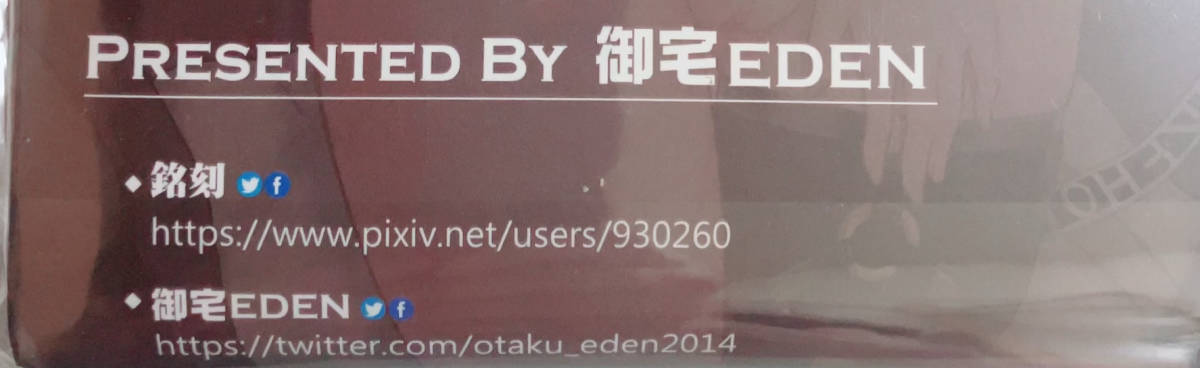 PRESENTED BY 御宅EDEN
◆銘刻
https://www.pixiv.net/users/930260
◆御宅EDEN
https://twitter.com/otaku_eden2014